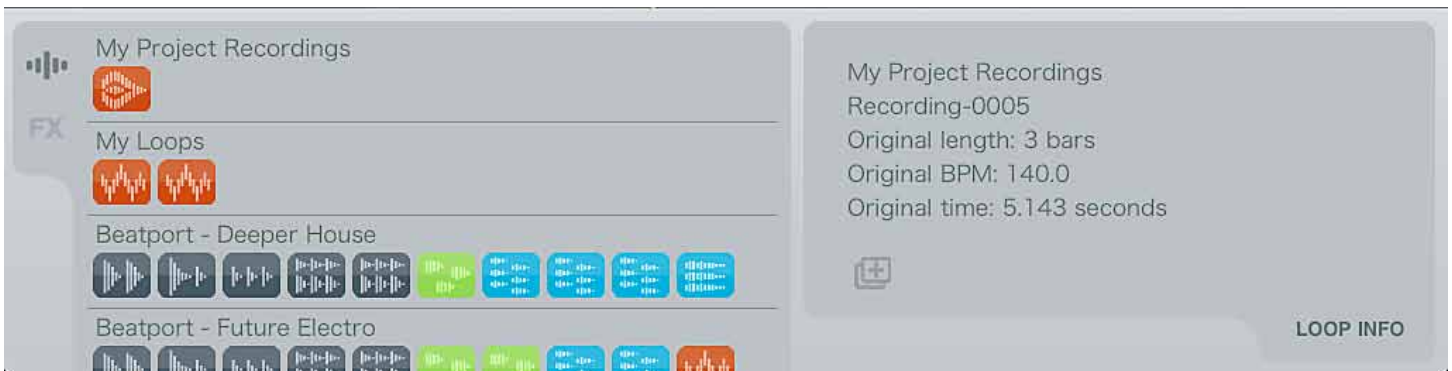 My Project Recordings
FX
My Loops
Beatport - Deeper House
Beatport - Future Electro
My Project Recordings
Recording-0005
Original length: 3 bars
Original BPM: 140.0
Original time: 5.143 seconds
LOOP INFO